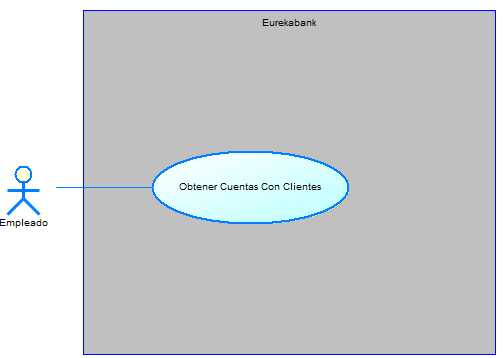 Eurekabank
Obtener Cuentas Con Clientes
Empleado